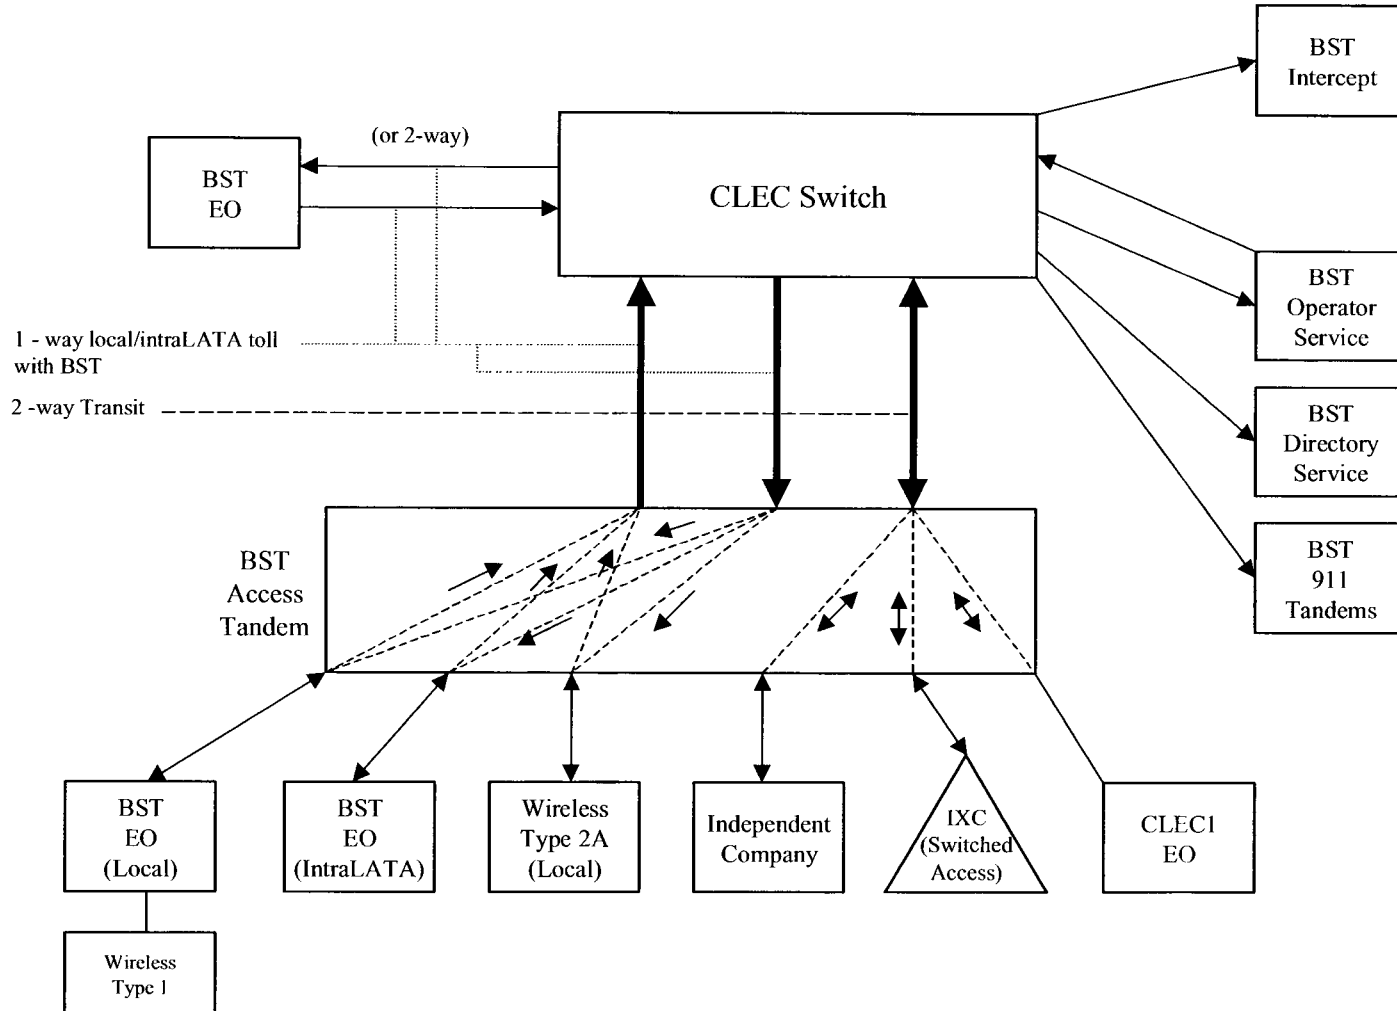 BST
Intercept
(or 2-way)
BST
EO
CLEC Switch
BST
Operator
Service
1 - way local/intraLATA toll
with BST
2 -way Transit
BST
Directory
Service
BST
Access
Tandem
BST
911
Tandems
BST
EO
(Local)
BST
EO
(IntraLATA)
Wireless
Type 2A
(Local)
Independent
Company
IXC
(Switched
Access)
CLEC1
EO
Wireless
Type 1